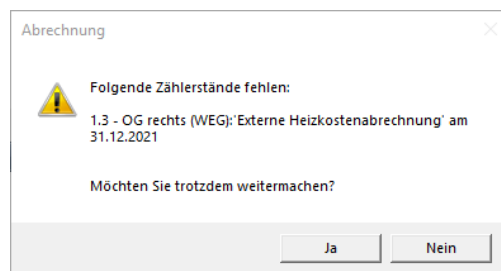 Abrechnung
Folgende Zählerstände fehlen:
1.3 - OG rechts (WEG):'Externe Heizkostenabrechnung' am
31.12.2021
Möchten Sie trotzdem weitermachen?
Ja
Nein